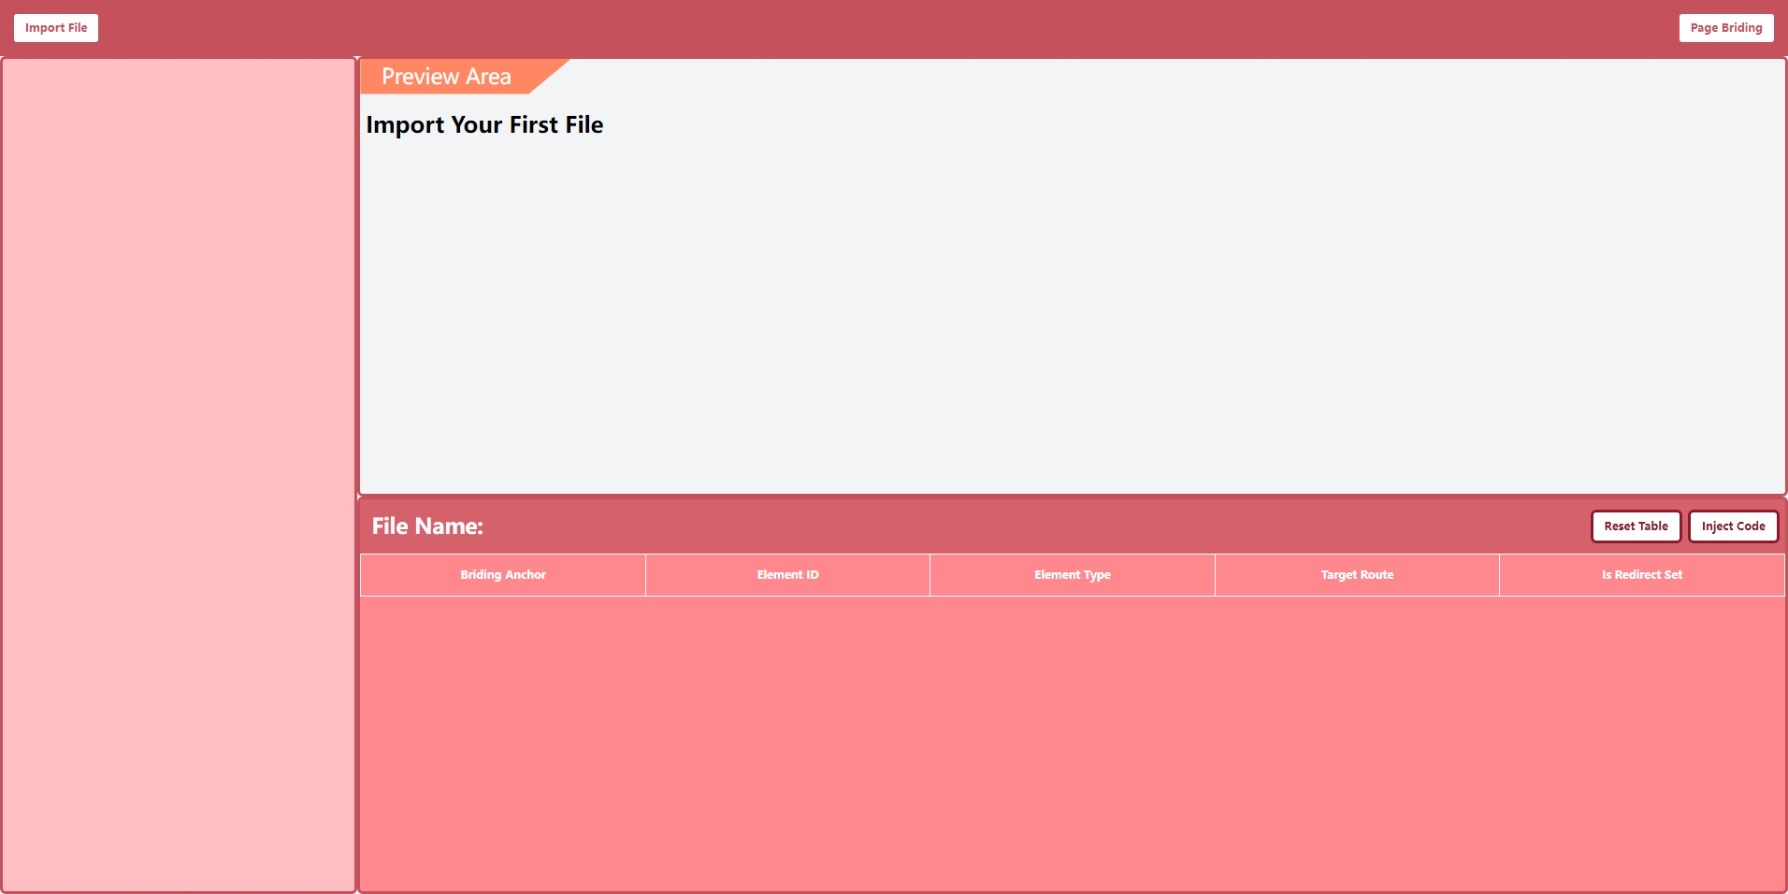 Import File
Page Briding
Preview Area
Import Your First File
File Name:
Reset Table
Inject Code
Briding Anchor
Element ID
Element Type
Target Route
Is Redirect Set